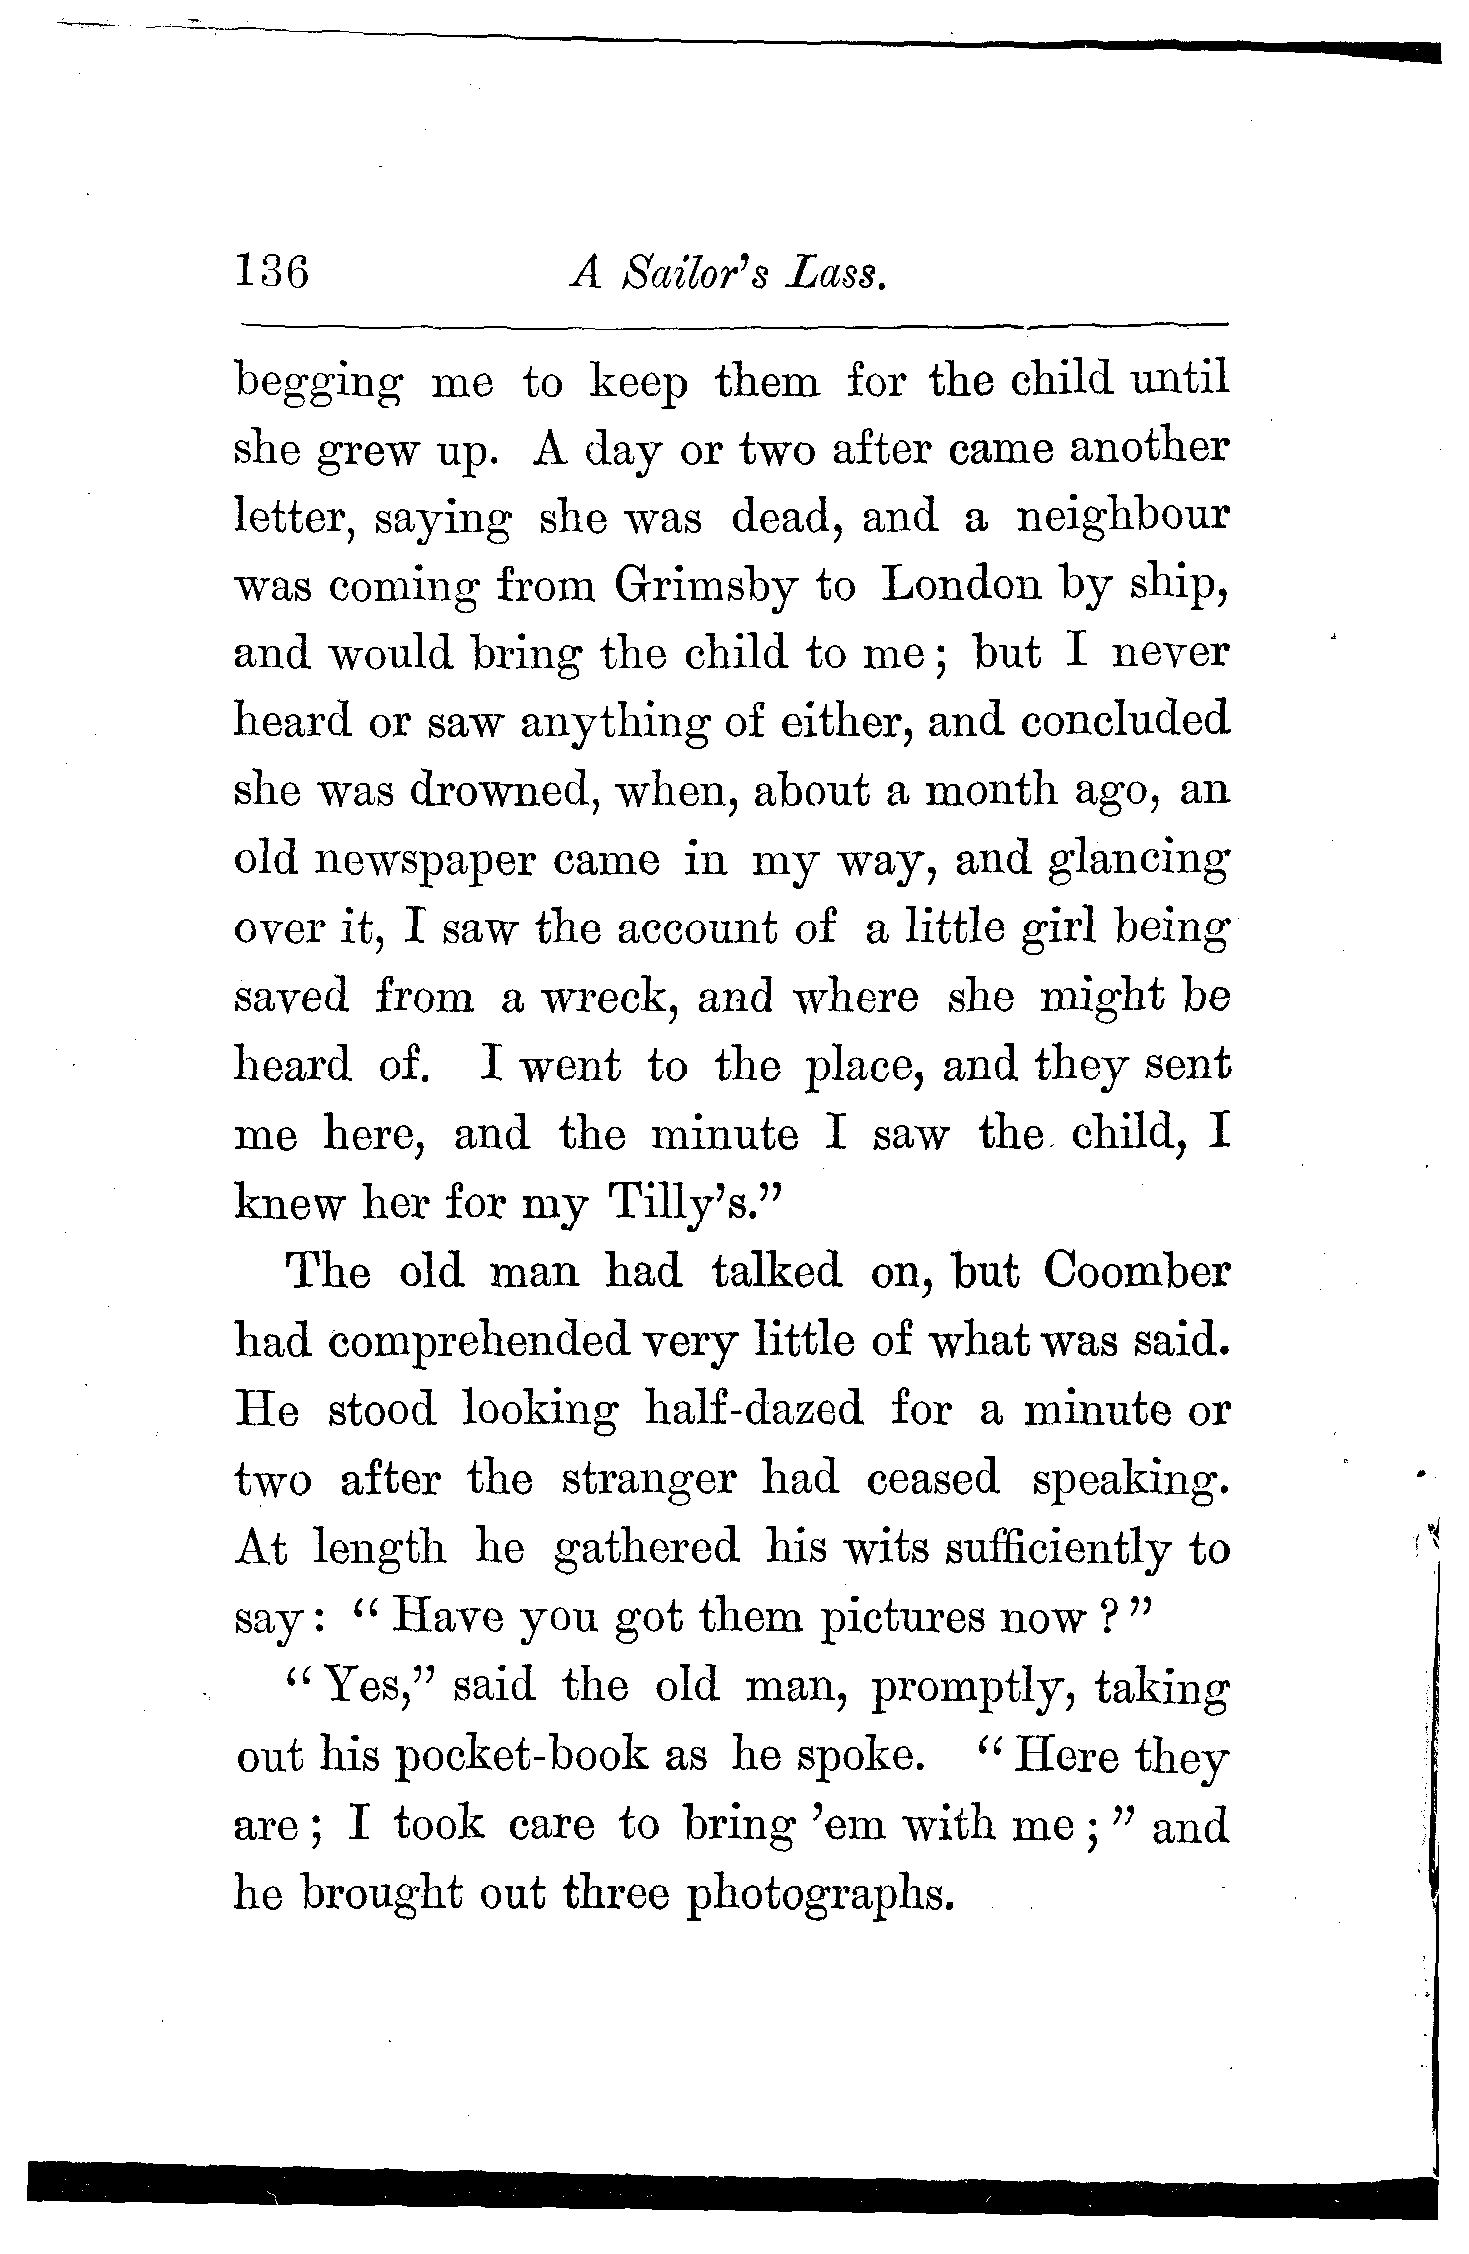 136 A Sailor's Lass.
begging me to keep them for the child until
she grew up. A day or two after came another
letter, saying she was dead, and a neighbour
was coming from Grimsby to London by ship,
and would bring the child to me; but I never
heard or saw anything of either, and concluded
she was drowned, when, about a month ago, an
old newspaper came in my way, and glancing
over it, I saw the account of a little girl being
saved from a wreck, and where she might be
heard of. I went to the place, and they sent
me here, and the minute I saw the child, I
knew her for my Tilly's."
The old man had talked on, but Coomber
had comprehended very little of what was said.
He stood looking half-dazed for a minute or
two after the stranger had ceased speaking.
At length he gathered his wits sufficiently to
say: "Have you got them pictures now?"
"Yes," said the old man, promptly, taking
out his pocket-book as he spoke. "Here they
are; I took care to bring 'em with me;" and
he brought out three photographs.